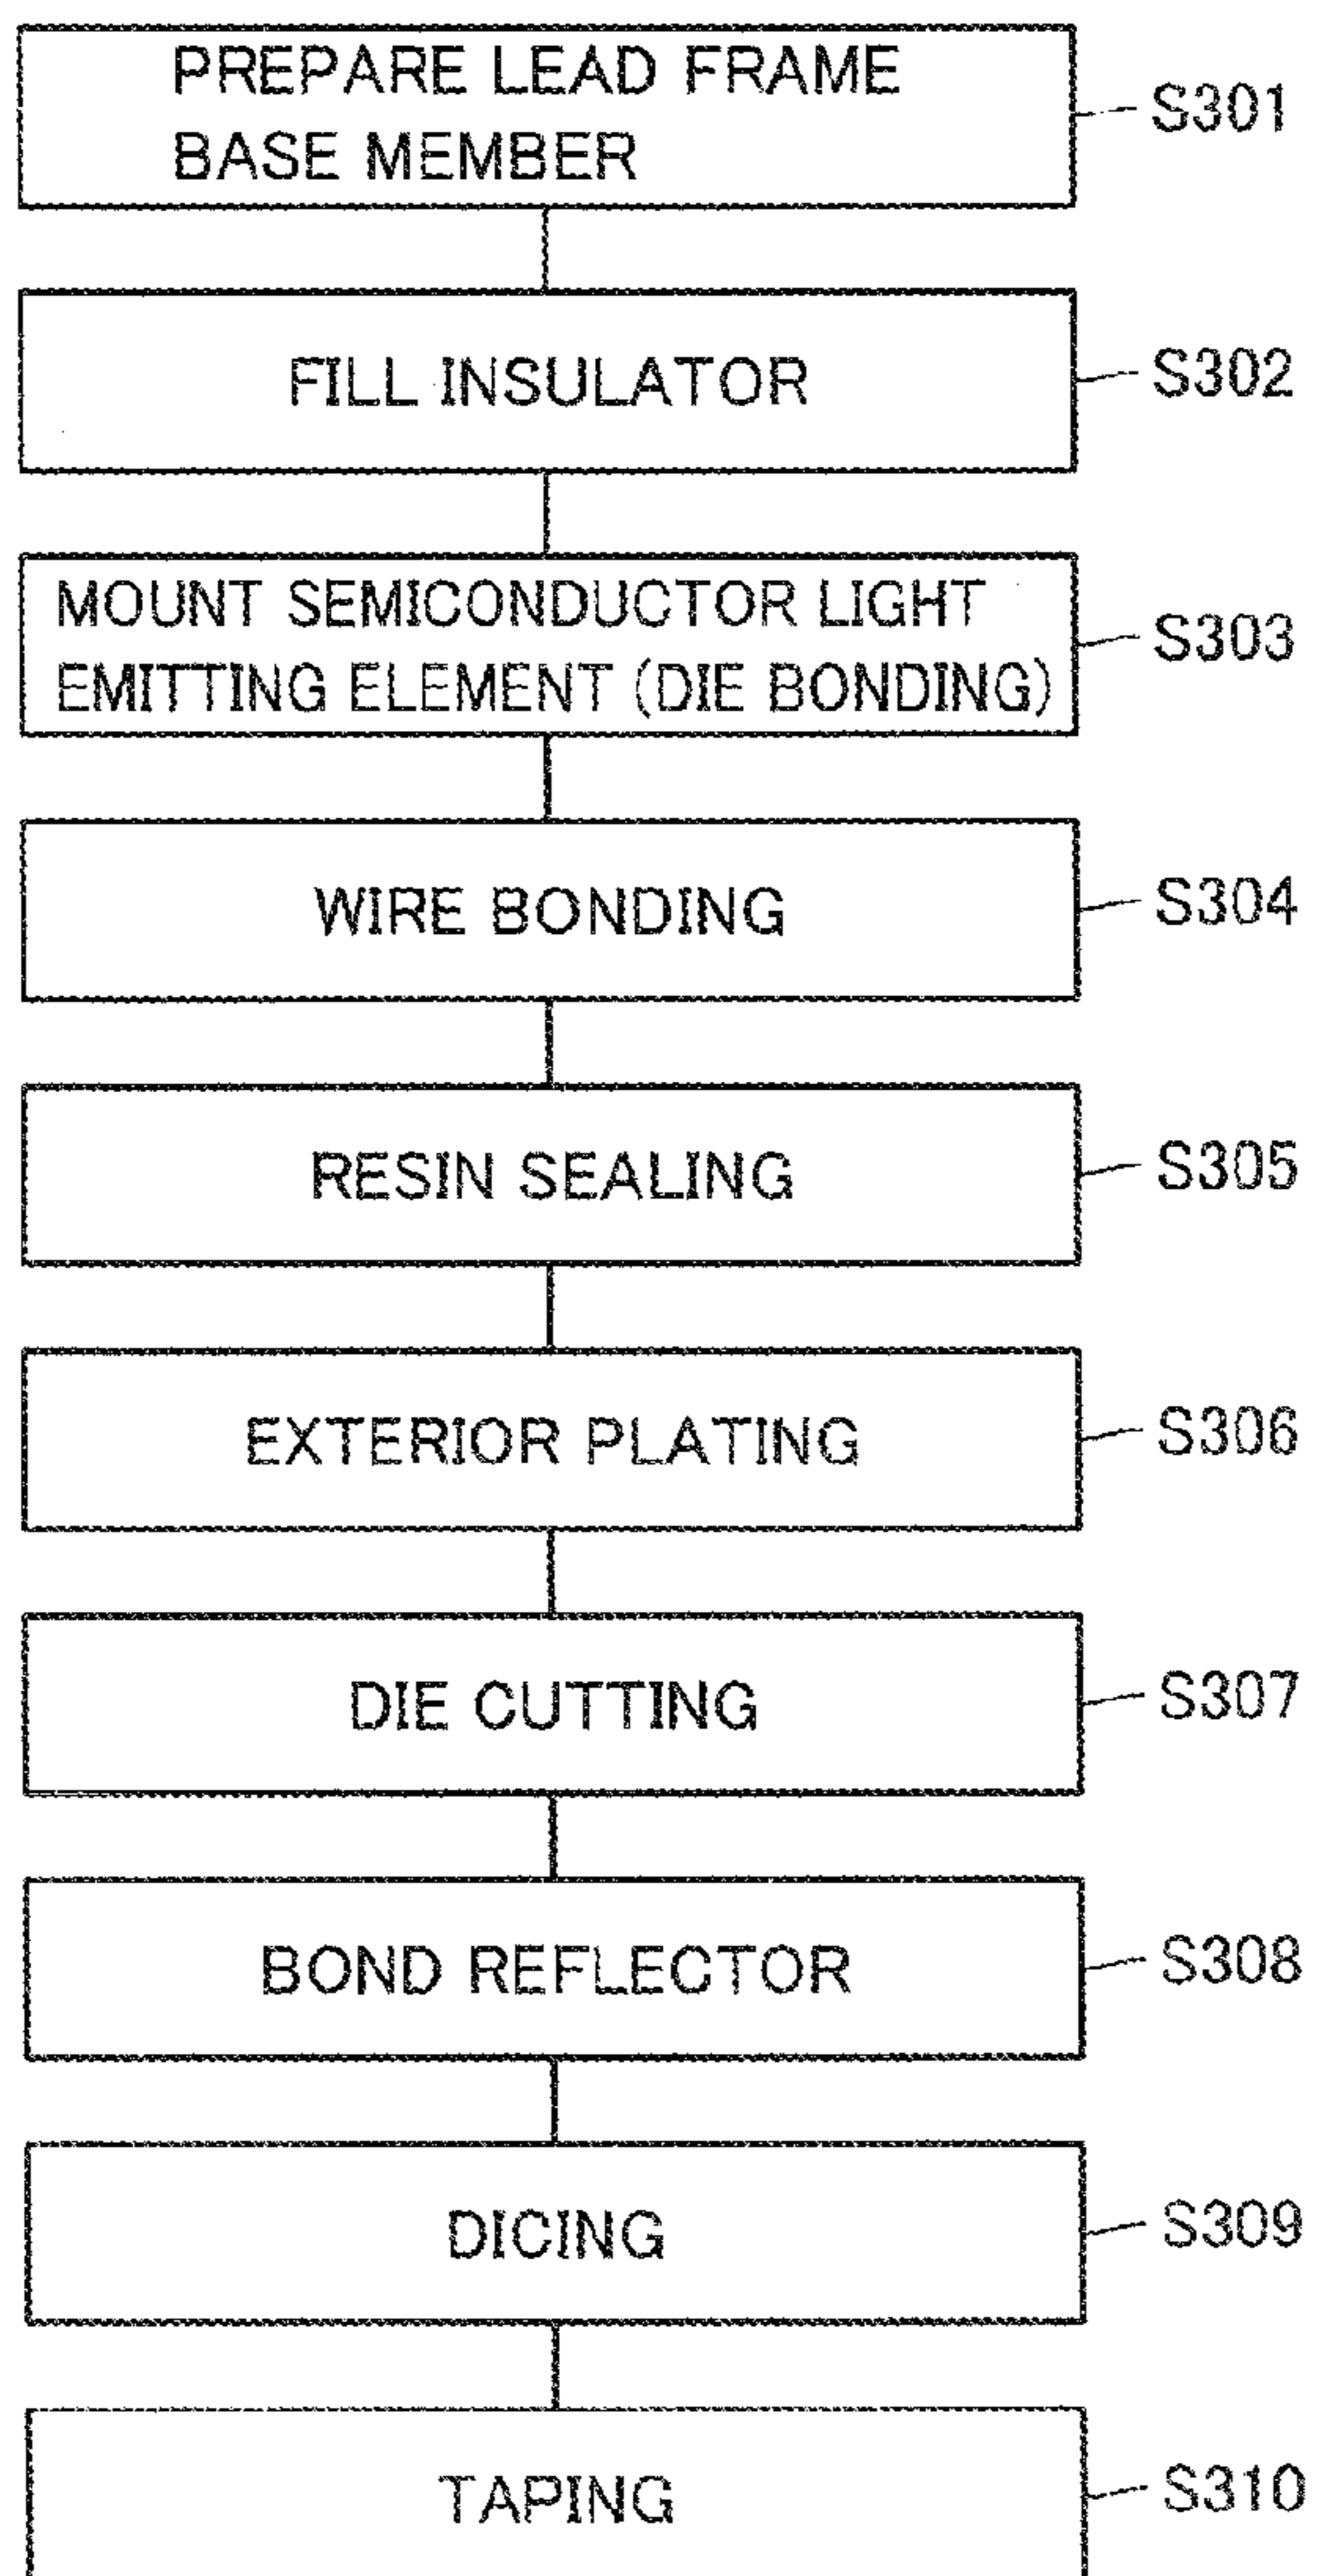 PREPARE LEAD FRAME
BASE MEMBER
S301
FILL INSULATOR
S302
MOUNT SEMICONDUCTOR LIGHT
EMITTING ELEMENT (DIE BONDING)
S303
WIRE BONDING
S304
RESIN SEALING
S305
EXTERIOR PLATING
S306
DIE CUTTING
S307
BOND REFLECTOR
S308
DICING
S309
TAPING
S310